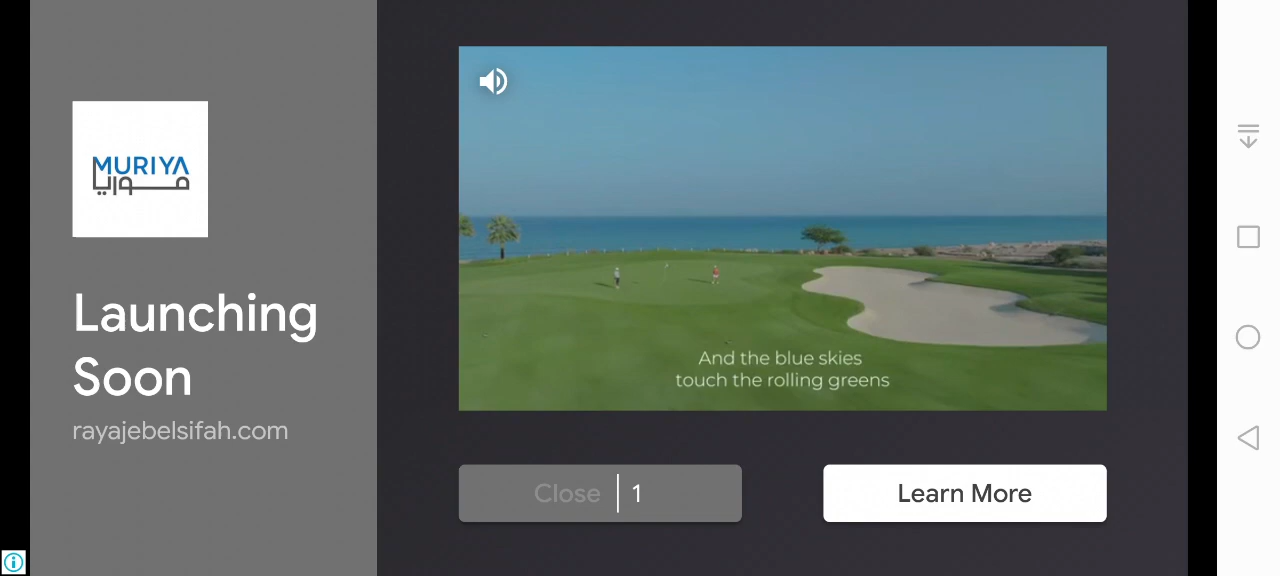 MURIYA
موريا
Launching
Soon
rayajebelsifah.com
And the blue skies
touch the rolling greens
Close 1
Learn More